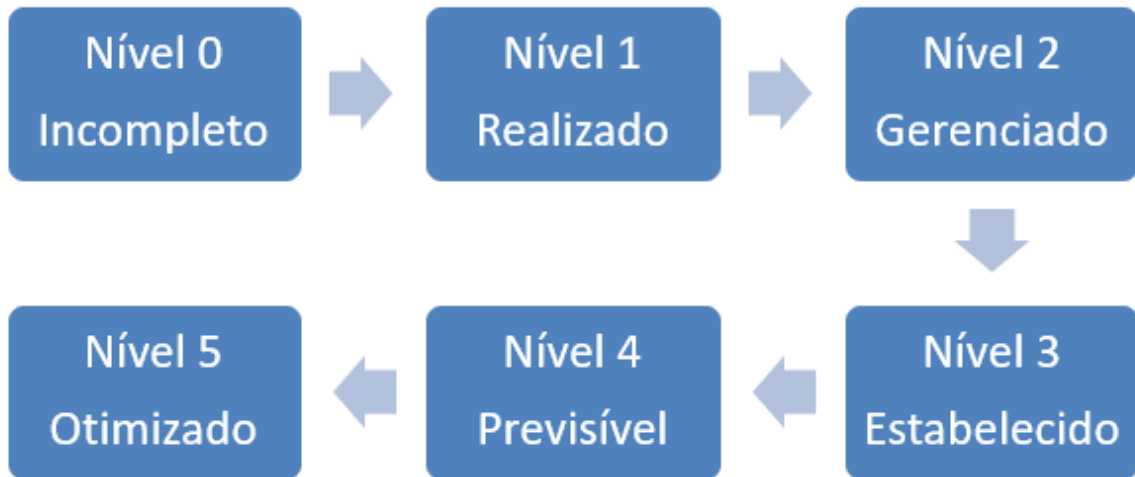 Nível 0
Incompleto
Nível 1
Realizado
Nível 2
Gerenciado
Nível 3
Estabelecido
Nível 4
Previsível
Nível 5
Otimizado